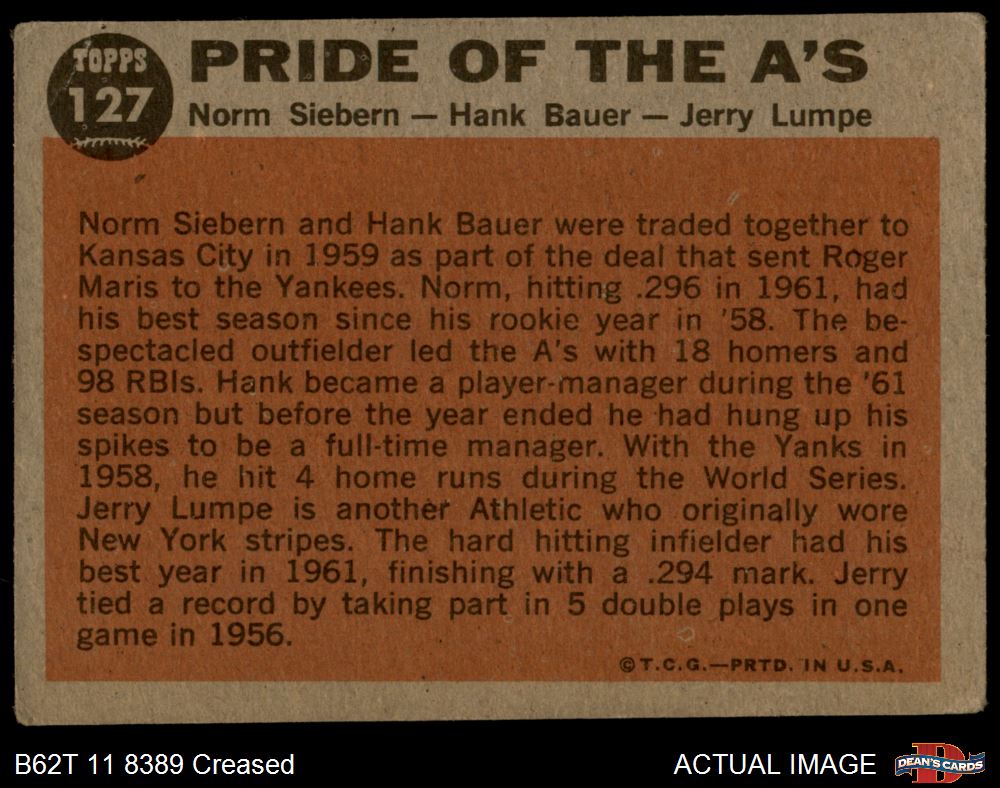 TOPPS
127
PRIDE OF THE A'S
Norm Siebern — Hank Bauer — Jerry Lumpe
Norm Siebern and Hank Bauer were traded together to
Kansas City in 1959 as part of the deal that sent Roger
Maris to the Yankees. Norm, hitting .296 in 1961, had
his best season since his rookie year in '58. The be-
spectacled outfielder led the A's with 18 homers and
98 RBIs. Hank became a player-manager during the '61
season but before the year ended he had hung up his
spikes to be a full-time manager. With the Yanks in
1958, he hit 4 home runs during the World Series.
Jerry Lumpe is another Athletic who originally wore
New York stripes. The hard hitting infielder had his
best year in 1961, finishing with a .294 mark. Jerry
tied a record by taking part in 5 double plays in one
game in 1956.
©T.C.G.—PRTD. IN U.S.A.
B62T 11 8389 Creased
ACTUAL IMAGE
D
DEAN'S CARDS